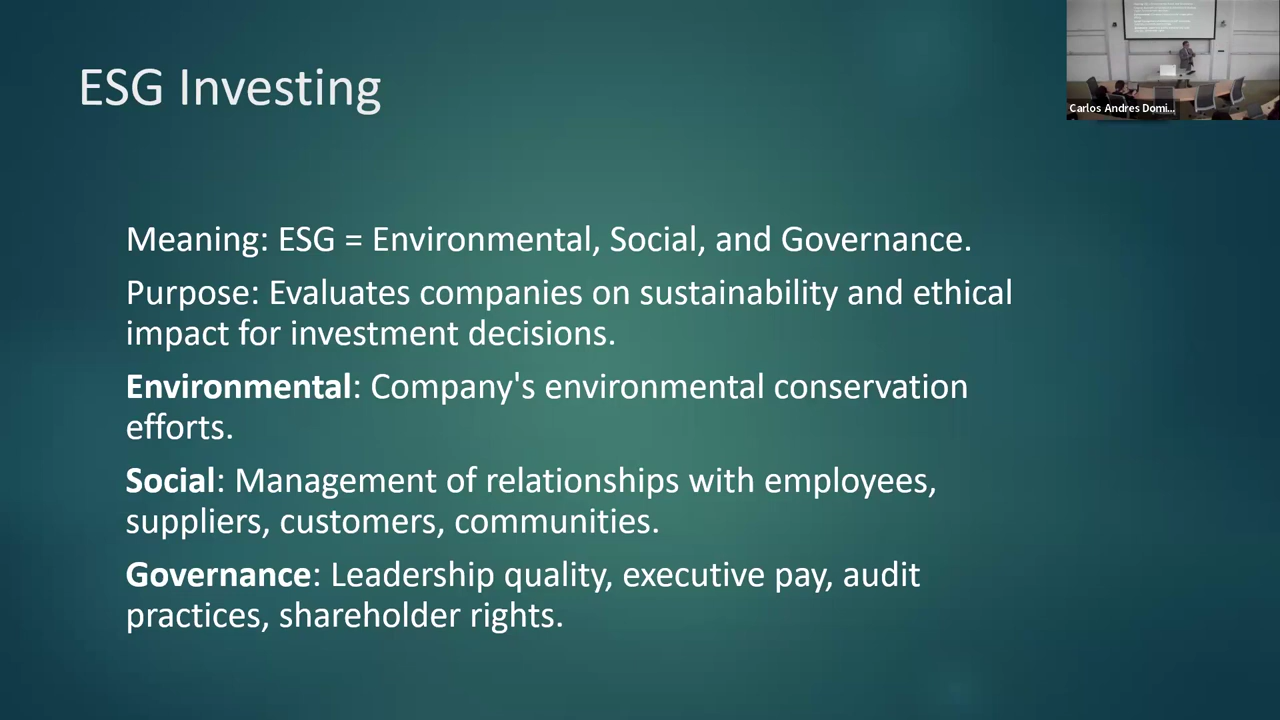 ESG Investing
Carlos Andres Domi...
Meaning: ESG = Environmental, Social, and Governance.
Purpose: Evaluates companies on sustainability and ethical
impact for investment decisions.
Environmental: Company's environmental conservation
efforts.
Social: Management of relationships with employees,
suppliers, customers, communities.
Governance: Leadership quality, executive pay, audit
practices, shareholder rights.